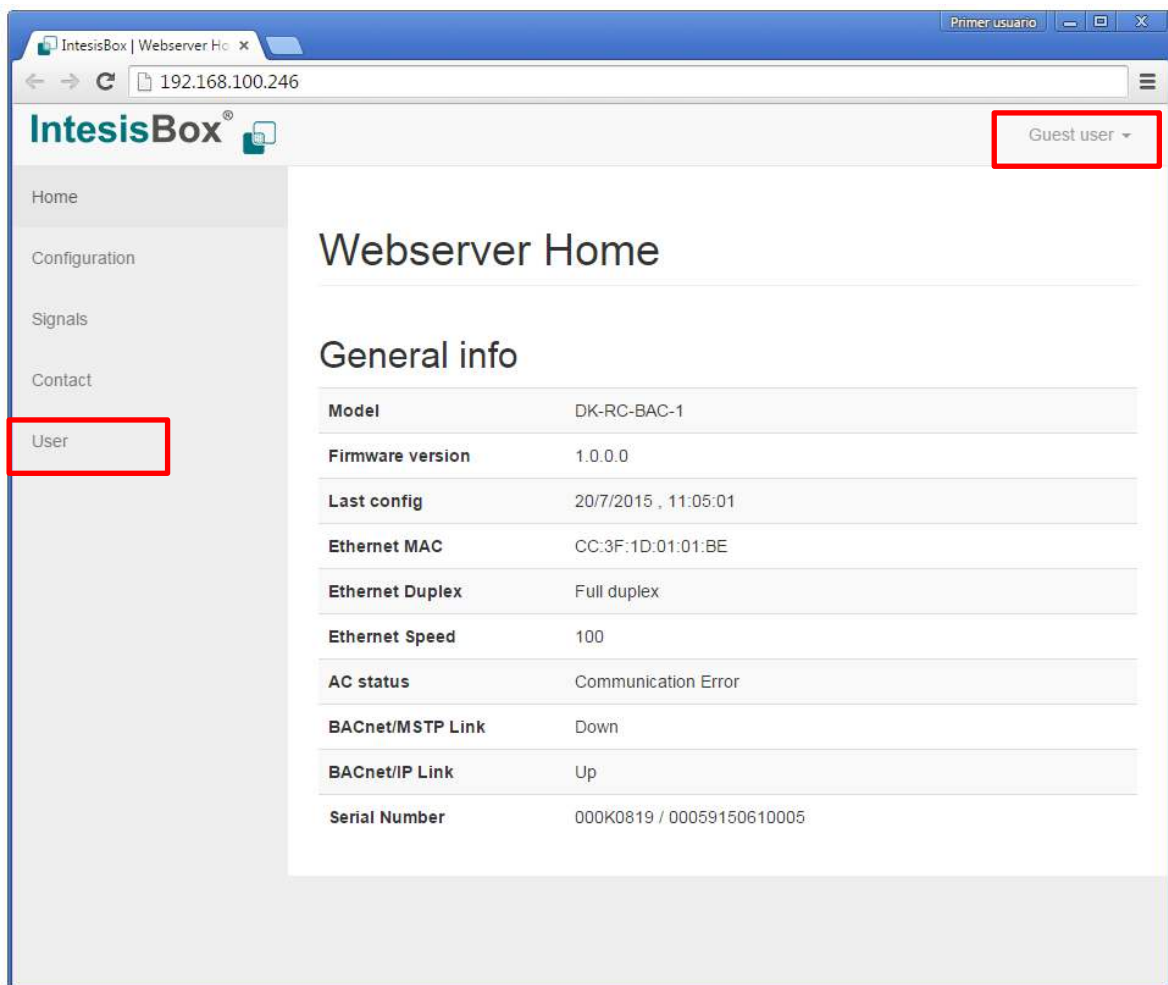 Primer usuario
IntesisBox | Webserver Ho
192.168.100.246
IntesisBox®
Guest user
Home
Configuration
Signals
Contact
User
Webserver Home
General info
Model DK-RC-BAC-1
Firmware version 1.0.0.0
Last config 20/7/2015 , 11:05:01
Ethernet MAC CC:3F:1D:01:01:BE
Ethernet Duplex Full duplex
Ethernet Speed 100
AC status Communication Error
BACnet/MSTP Link Down
BACnet/IP Link Up
Serial Number 000K0819 / 00059150610005